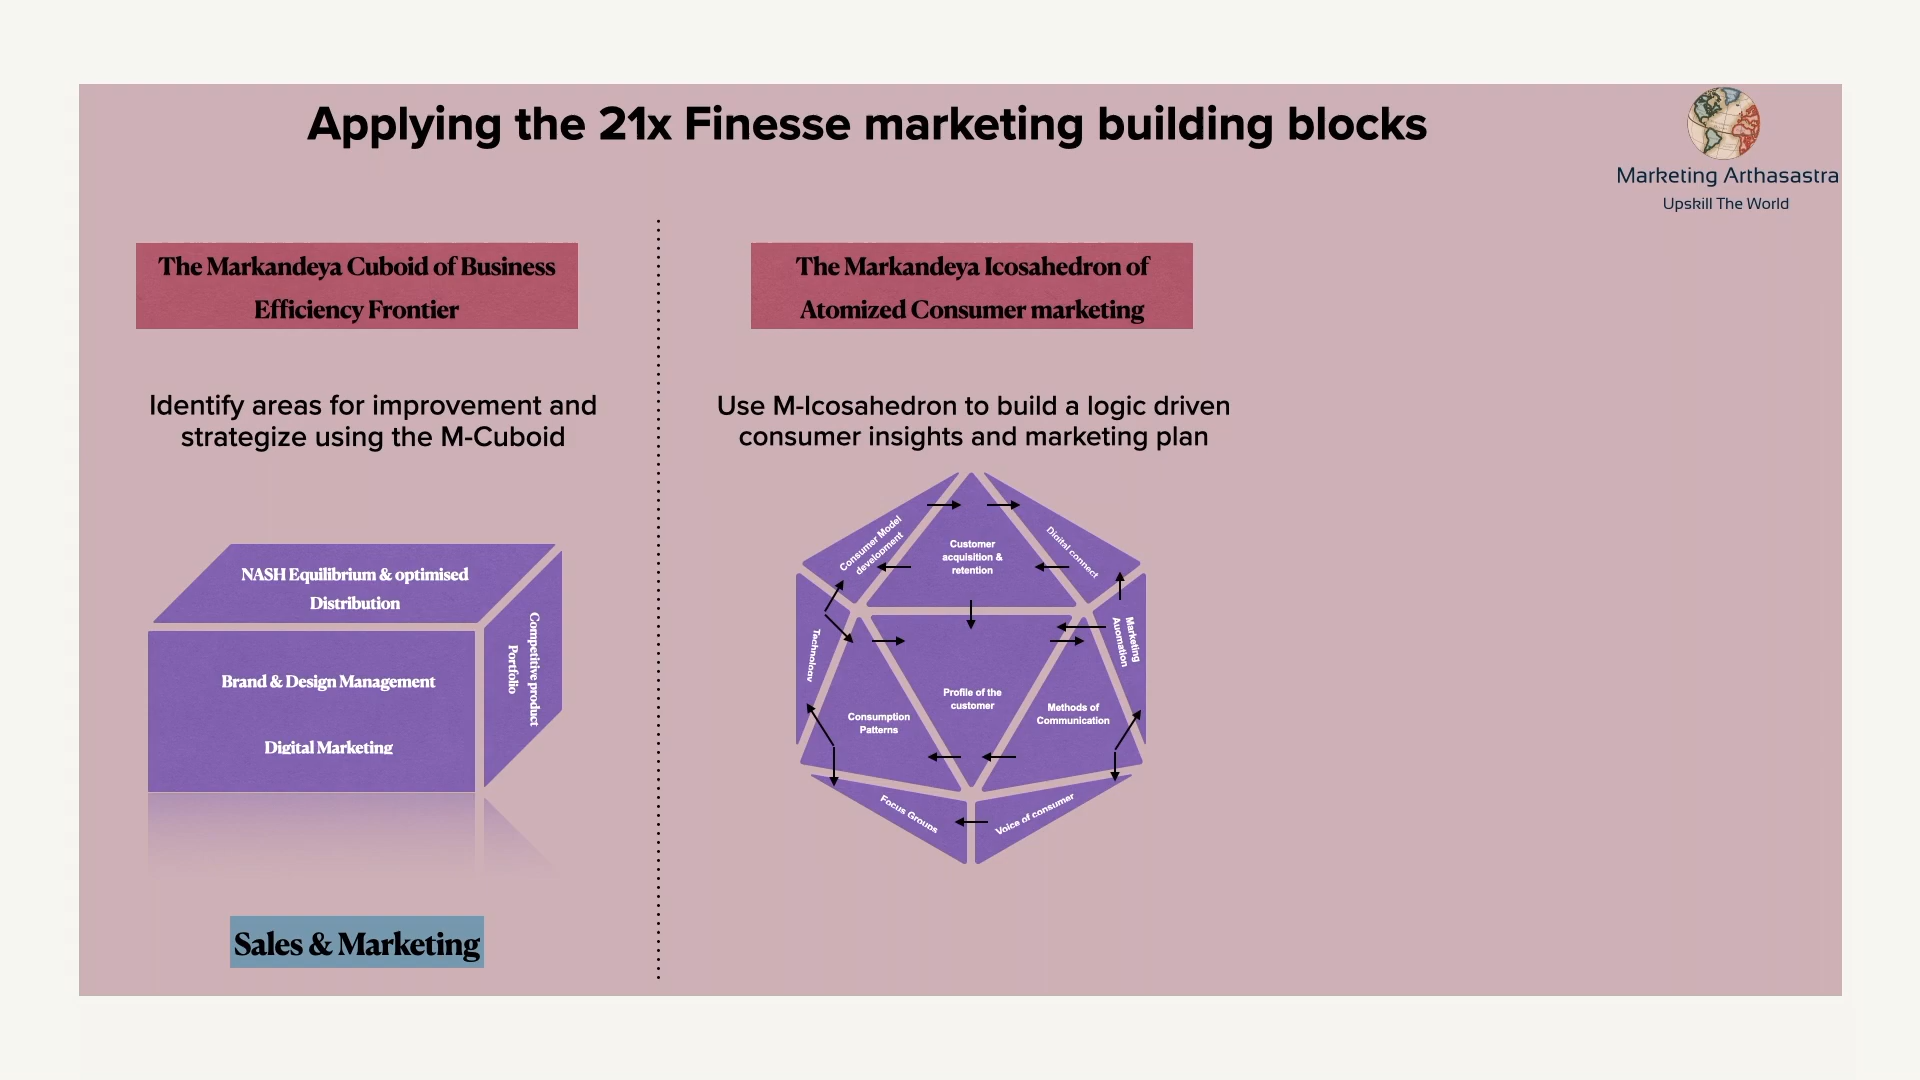 Applying the 21x Finesse marketing building blocks
Marketing Arthasastra
Upskill The World
The Markandeya Cuboid of Business
Efficiency Frontier
Identify areas for improvement and
strategize using the M-Cuboid
NASH Equilibrium & optimised
Distribution
Brand & Design Management
Digital Marketing
Competitive product
Portfolio
Sales & Marketing
The Markandeya Icosahedron of
Atomized Consumer marketing
Use M-Icosahedron to build a logic driven
consumer insights and marketing plan
Consumer Model
development
Customer
acquisition &
retention
Digital connect
Technology
Marketing
Auomation
Consumption
Patterns
Profile of the
customer
Methods of
Communication
Focus Groups
Voice of consumer